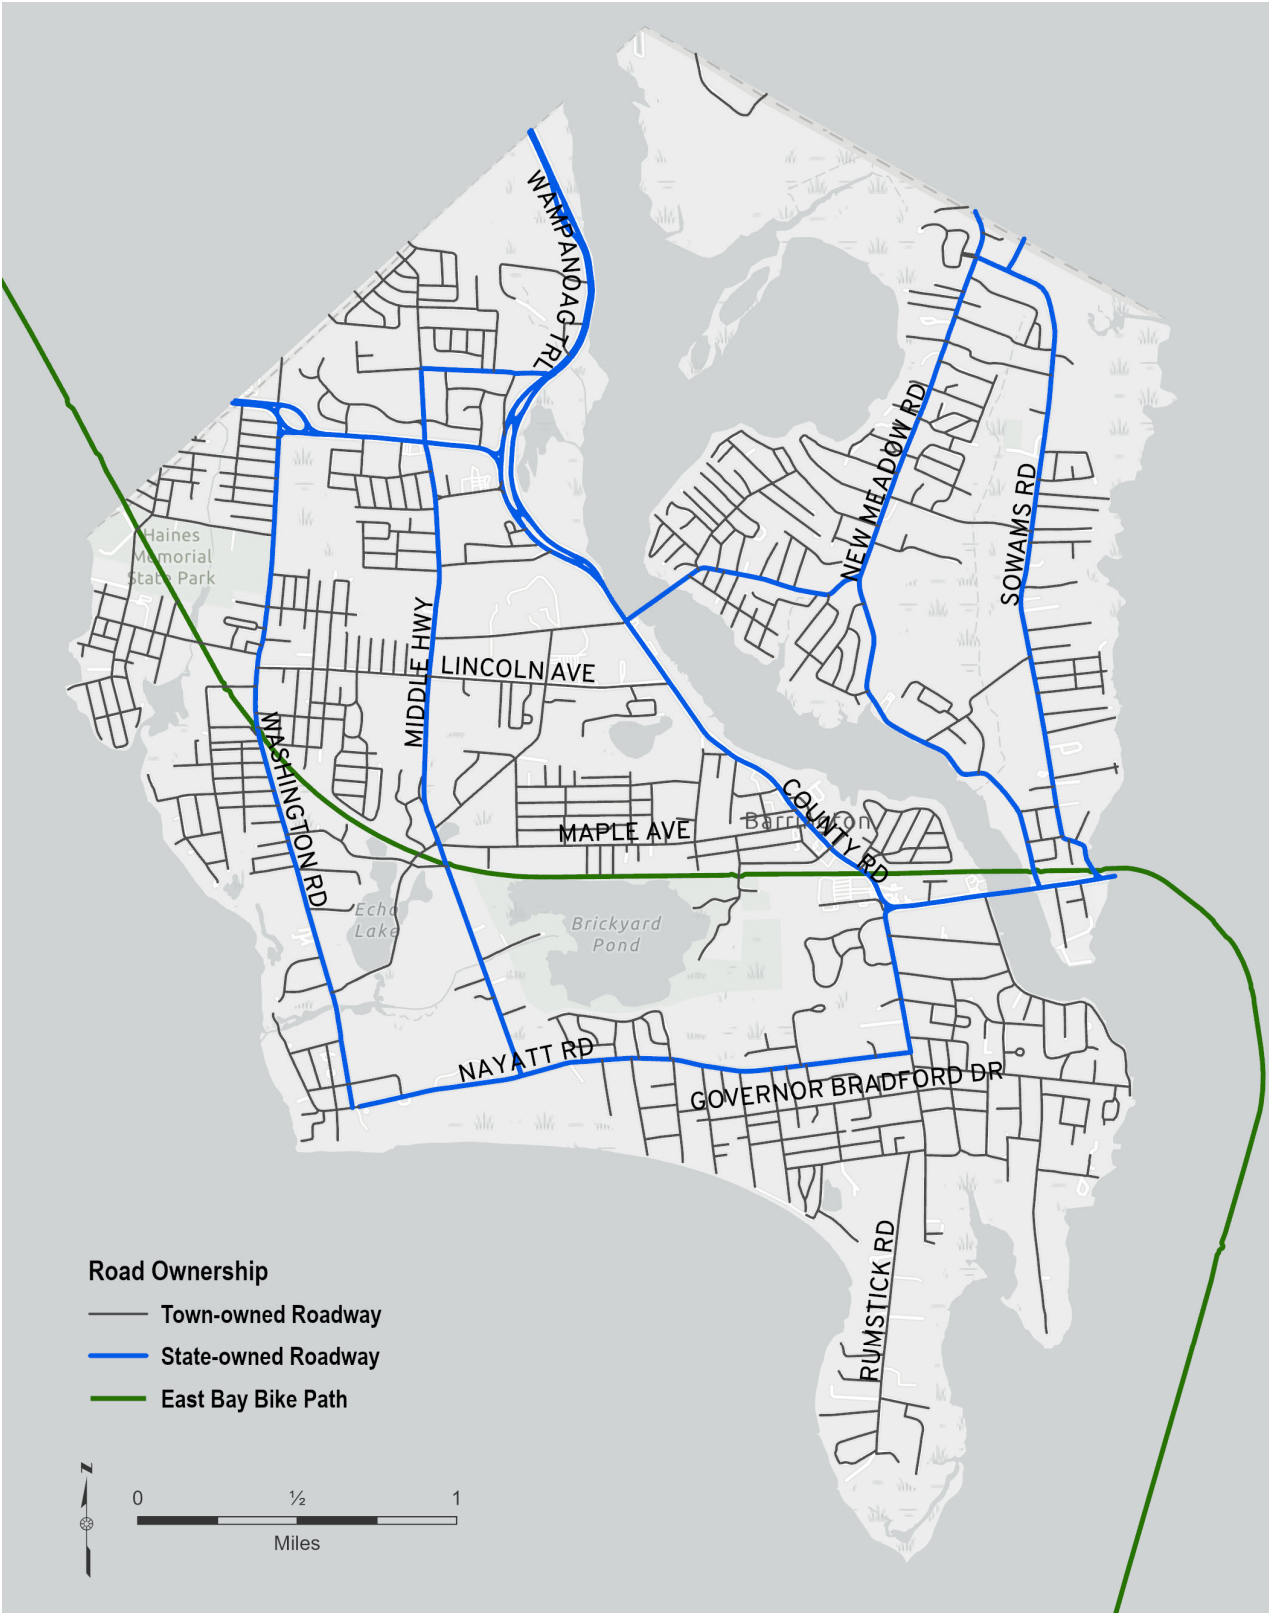 WAMPANOAG TRL
NEW MEADOW RD
SOWAMS RD
Haines
Memorial
State Park
MIDDLE HWY
LINCOLN AVE
WASHINGTON RD
COUNTY RD
Barrington
MAPLE AVE
Echo
Lake
Brickyard
Pond
NAYATT RD
GOVERNOR BRADFORD DR
RUMSTICK RD
Road Ownership
Town-owned Roadway
State-owned Roadway
East Bay Bike Path
N
0 ½ 1
Miles